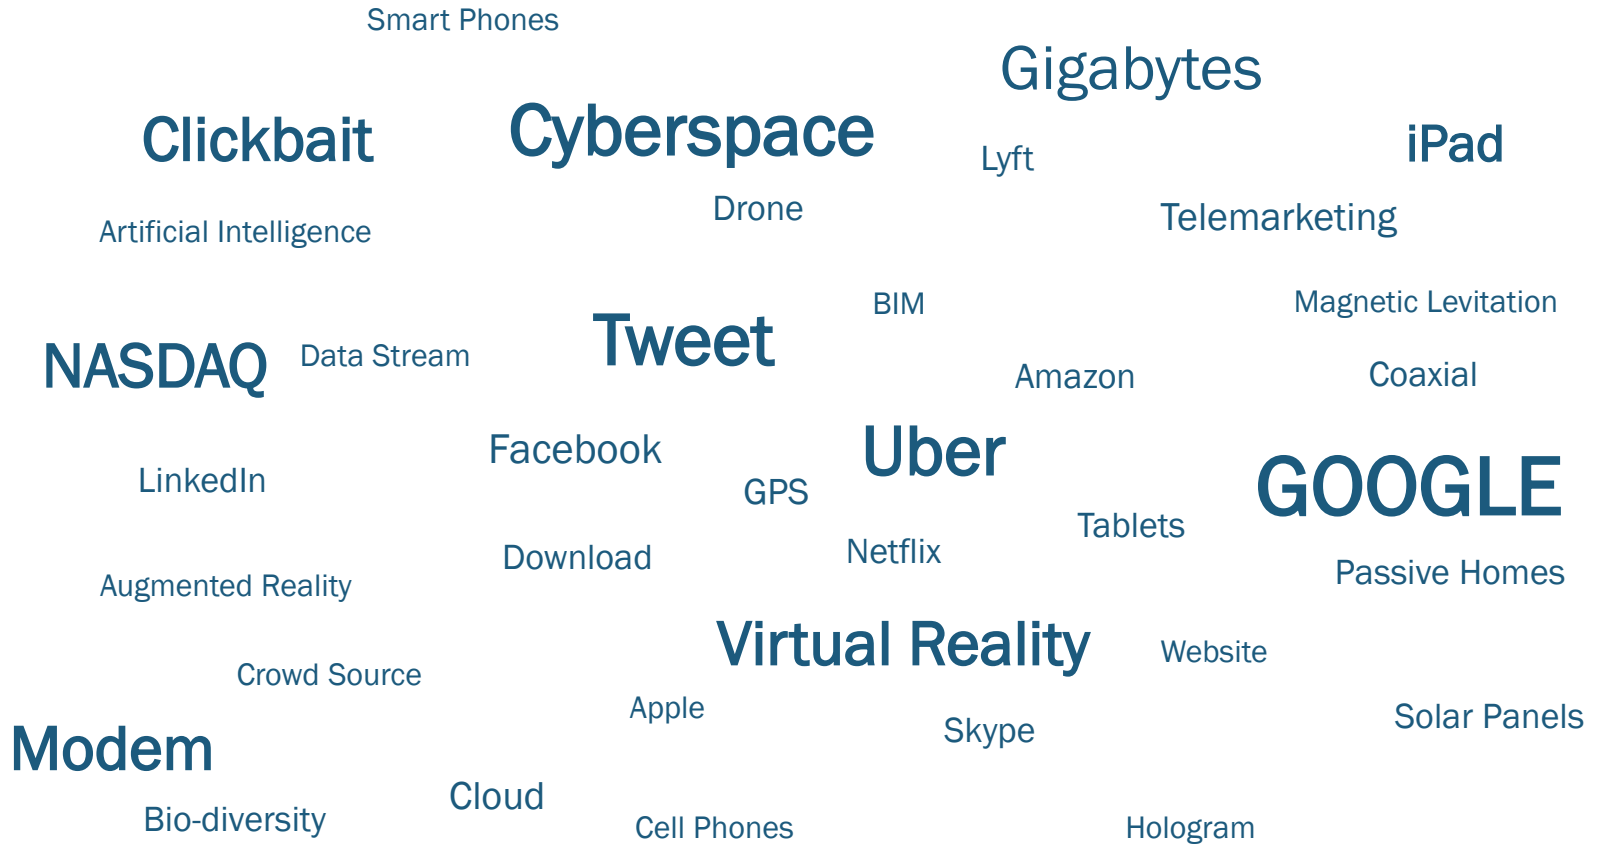 Smart Phones
Gigabytes
Clickbait
Cyberspace
iPad
Lyft
Drone
Telemarketing
Artificial Intelligence
BIM
Magnetic Levitation
Tweet
NASDAQ
Data Stream
Amazon
Coaxial
Facebook
Uber
LinkedIn
GPS
GOOGLE
Tablets
Download
Netflix
Passive Homes
Augmented Reality
Virtual Reality
Website
Crowd Source
Apple
Skype
Solar Panels
Modem
Cloud
Bio-diversity
Cell Phones
Hologram